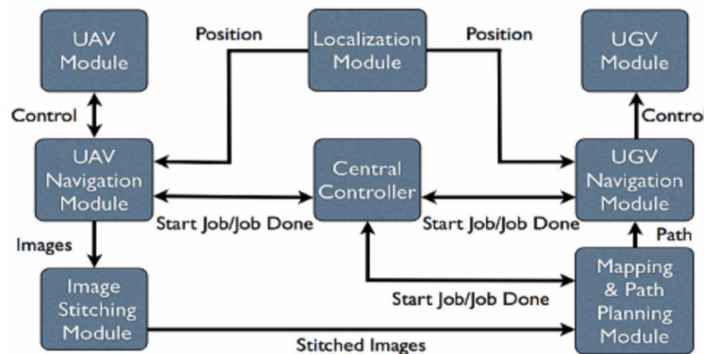 UAV
Module
Position
Localization
Module
Position
UGV
Module
Control
Control
UAV
Navigation
Module
Central
Controller
UGV
Navigation
Module
Start Job/Job Done
Start Job/Job Done
Images
Path
Image
Stitching
Module
Start Job/Job Done
Mapping
& Path
Planning
Module
Stitched Images